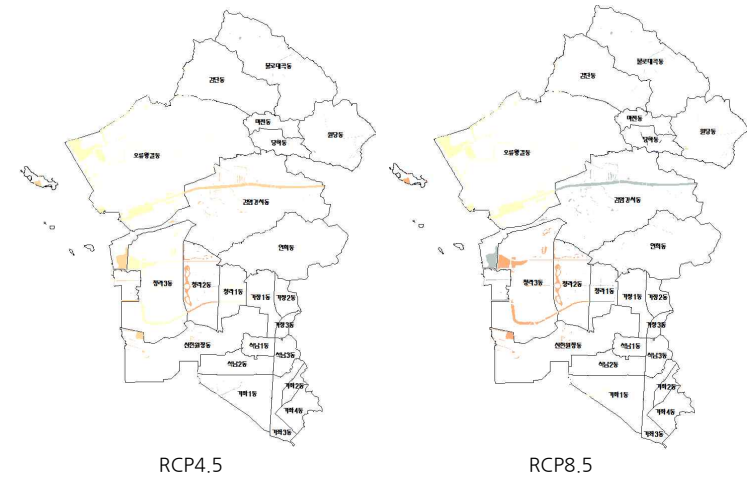 불로대곡동
검단동
마전동
원당동
당하동
오류왕길동
검암경서동
연희동
청라3동
청라2동
청라1동
가정1동
가정2동
가정3동
신현원창동
석남1동
석남3동
석남2동
가좌2동
가좌1동
가좌4동
가좌3동
RCP4.5
불로대곡동
검단동
마전동
원당동
당하동
오류왕길동
검암경서동
연희동
청라3동
청라2동
청라1동
가정1동
가정2동
가정3동
신현원창동
석남1동
석남3동
석남2동
가좌2동
가좌1동
가좌4동
가좌3동
RCP8.5